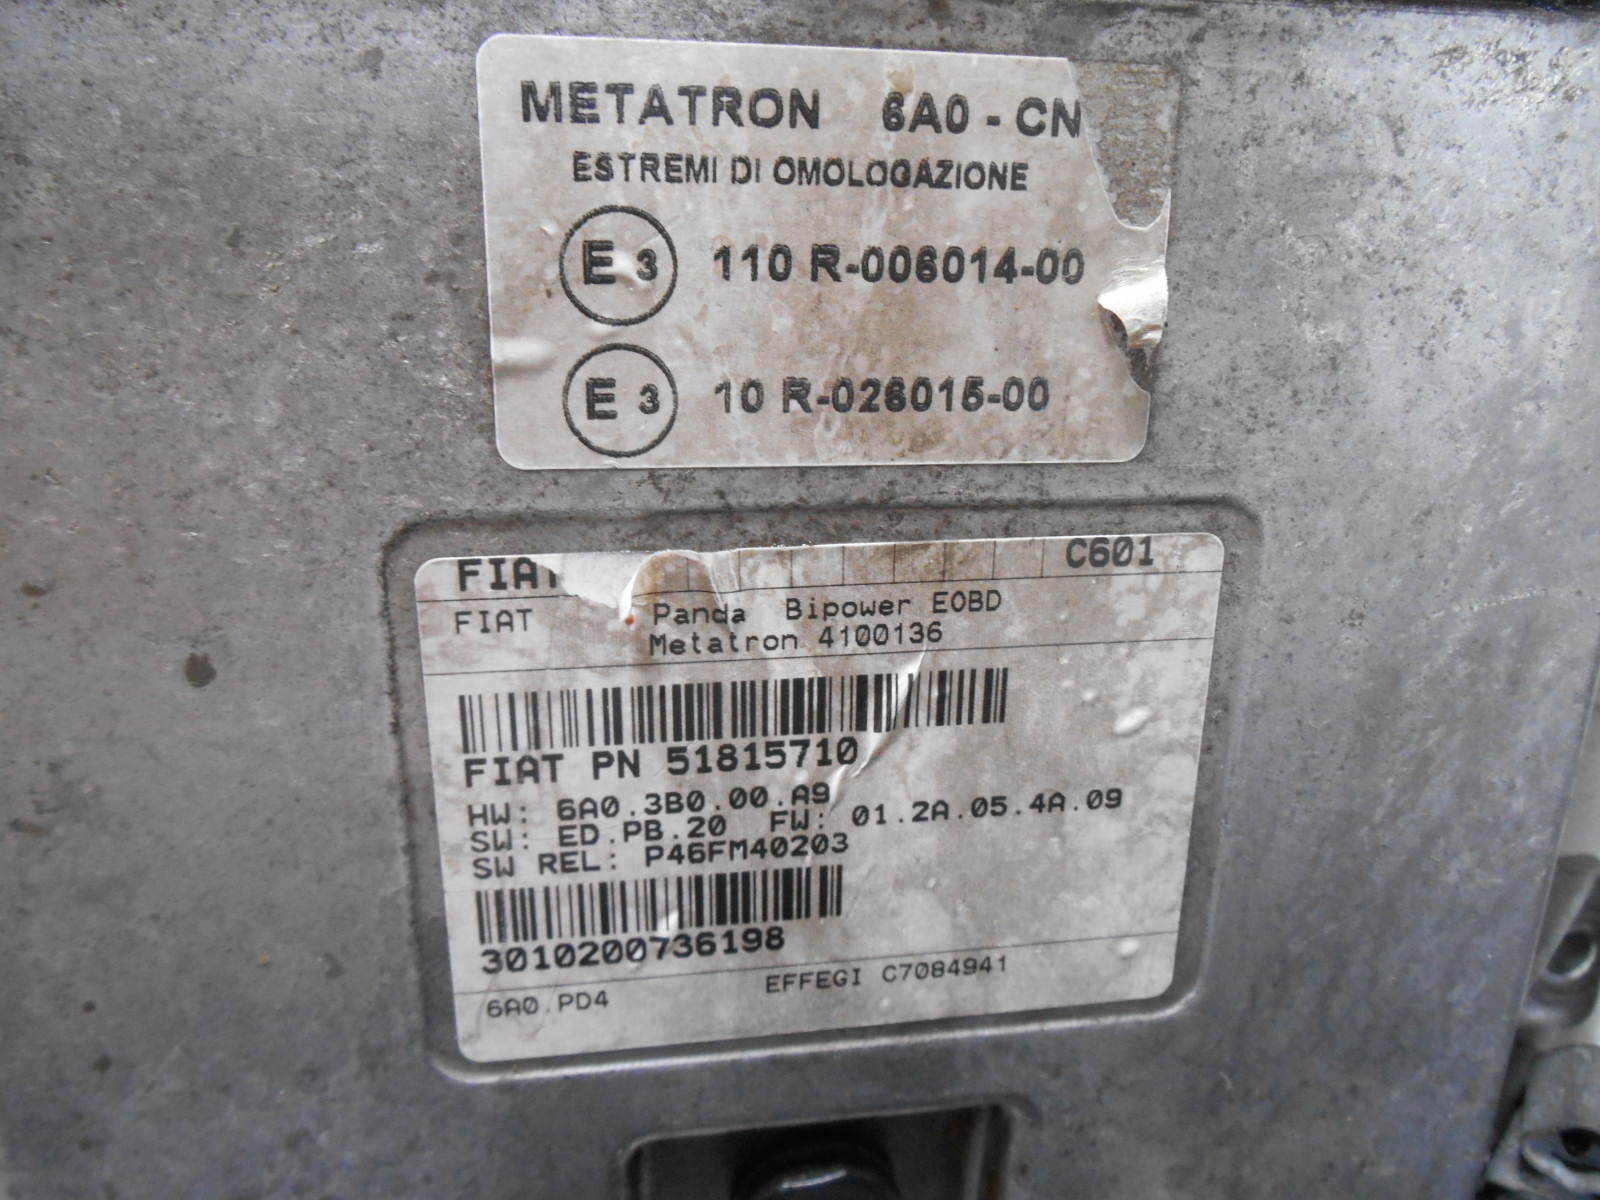 METATRON 6A0 - CN
ESTREMI DI OMOLOGAZIONE
E 3 110 R-006014-00
E 3 10 R-026015-00
FIAT C601
FIAT Panda Bipower EOBD
Metatron 4100136
FIAT PN 51815710
HW: 6A0.3B0.00.A9
SW: ED.PB.20 FW: 01.2A.05.4A.09
SW REL: P46FM40203
3010200736198
6A0.PD4 EFFEGI C7084941